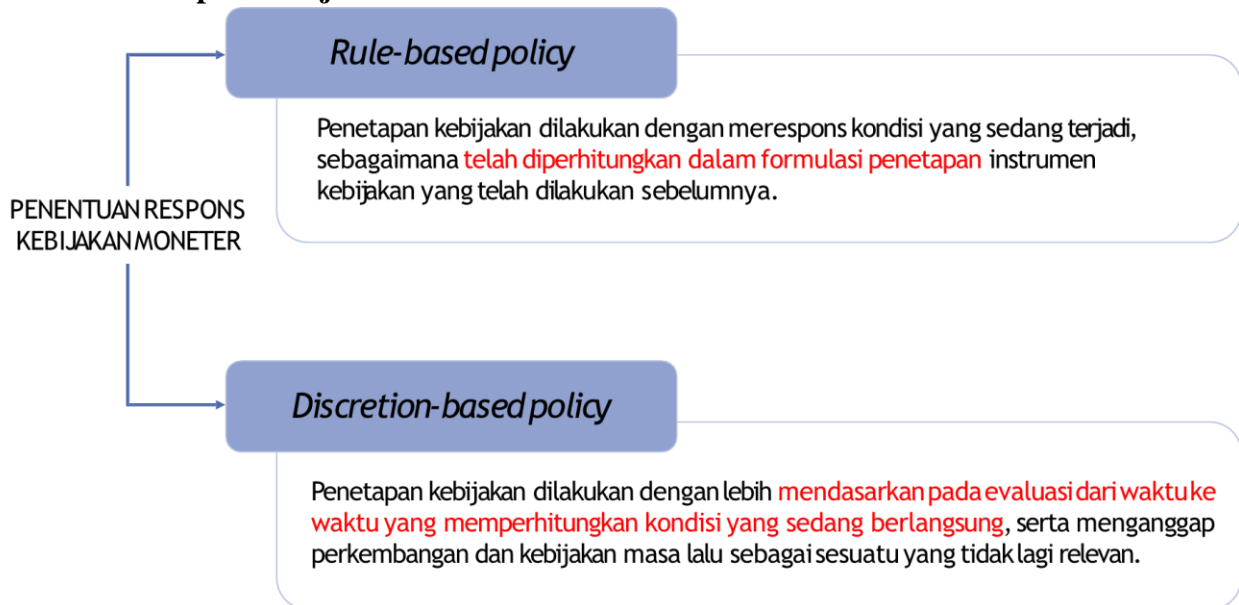 Rule-based policy
Penetapan kebijakan dilakukan dengan merespons kondisi yang sedang terjadi,
sebagaimana telah diperhitungkan dalam formulasi penetapan instrumen
kebijakan yang telah dilakukan sebelumnya.
PENENTUAN RESPONS
KEBIJAKAN MONETER
Discretion-based policy
Penetapan kebijakan dilakukan dengan lebih mendasarkan pada evaluasi dari waktu ke
waktu yang memperhitungkan kondisi yang sedang berlangsung, serta menganggap
perkembangan dan kebijakan masa lalu sebagai sesuatu yang tidak lagi relevan.